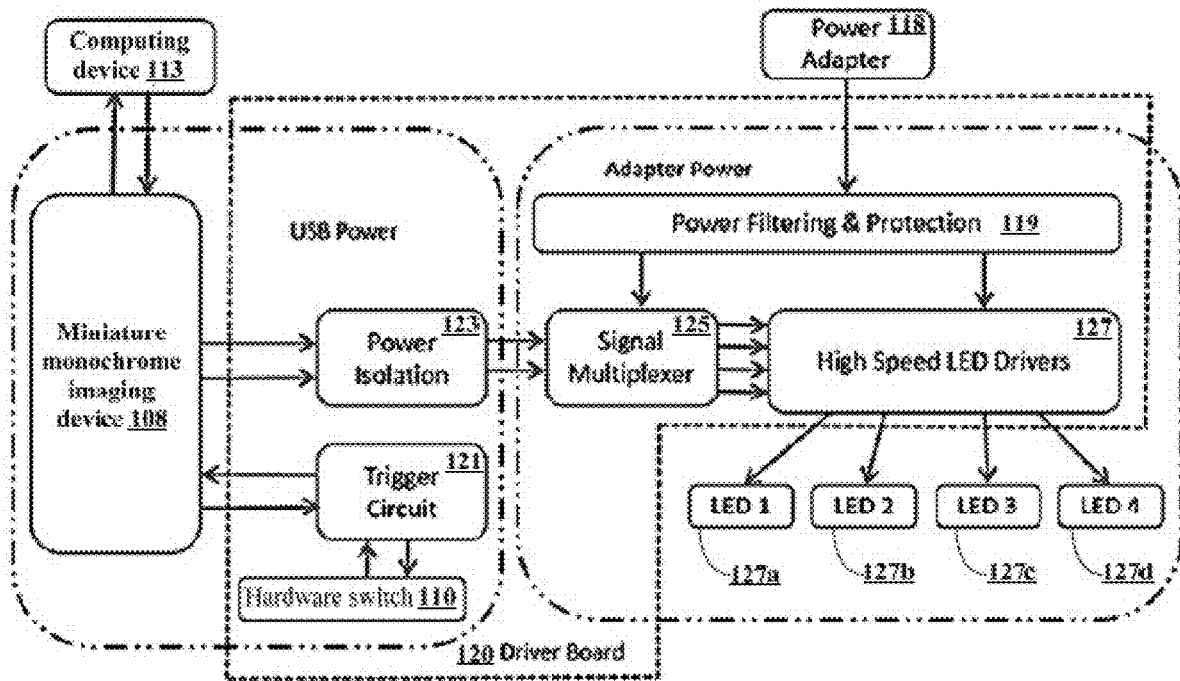 Computing
device 113
Power 118
Adapter
Adapter Power
Power Filtering & Protection 119
USB Power
Miniature
monochrome
imaging
device 108
123
Power
Isolation
125
Signal
Multiplexer
127
High Speed LED Drivers
121
Trigger
Circuit
LED 1
LED 2
LED 3
LED 4
127a
127b
127c
127d
Hardware switch 110
120 Driver Board